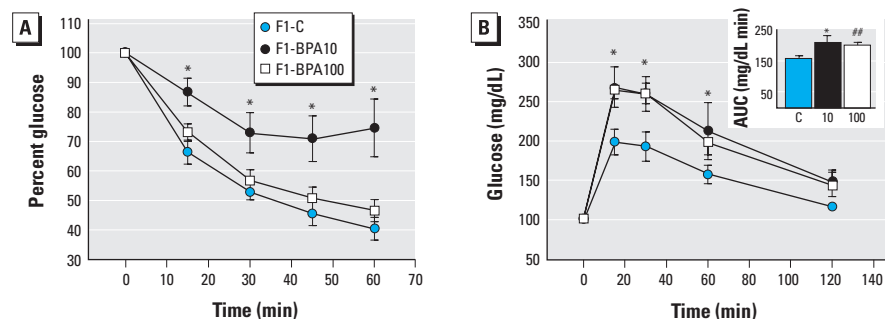 A
F1-C
F1-BPA10
F1-BPA100
110
100
90
80
70
60
50
40
30
Percent glucose
* * * *
0 10 20 30 40 50 60 70
Time (min)
B
350
300
250
200
150
100
50
Glucose (mg/dL)
* * *
0 20 40 60 80 100 120 140
Time (min)
AUC (mg/dL min)
250
150
50
* ##
C 10 100